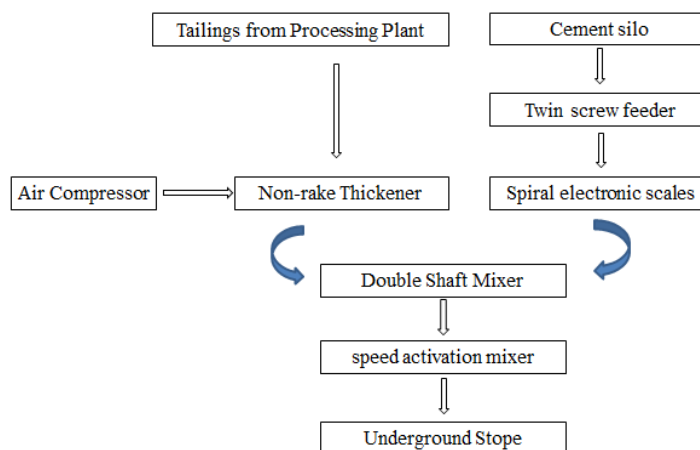 Tailings from Processing Plant
Cement silo
Twin screw feeder
Air Compressor
Non-rake Thickener
Spiral electronic scales
Double Shaft Mixer
speed activation mixer
Underground Stope